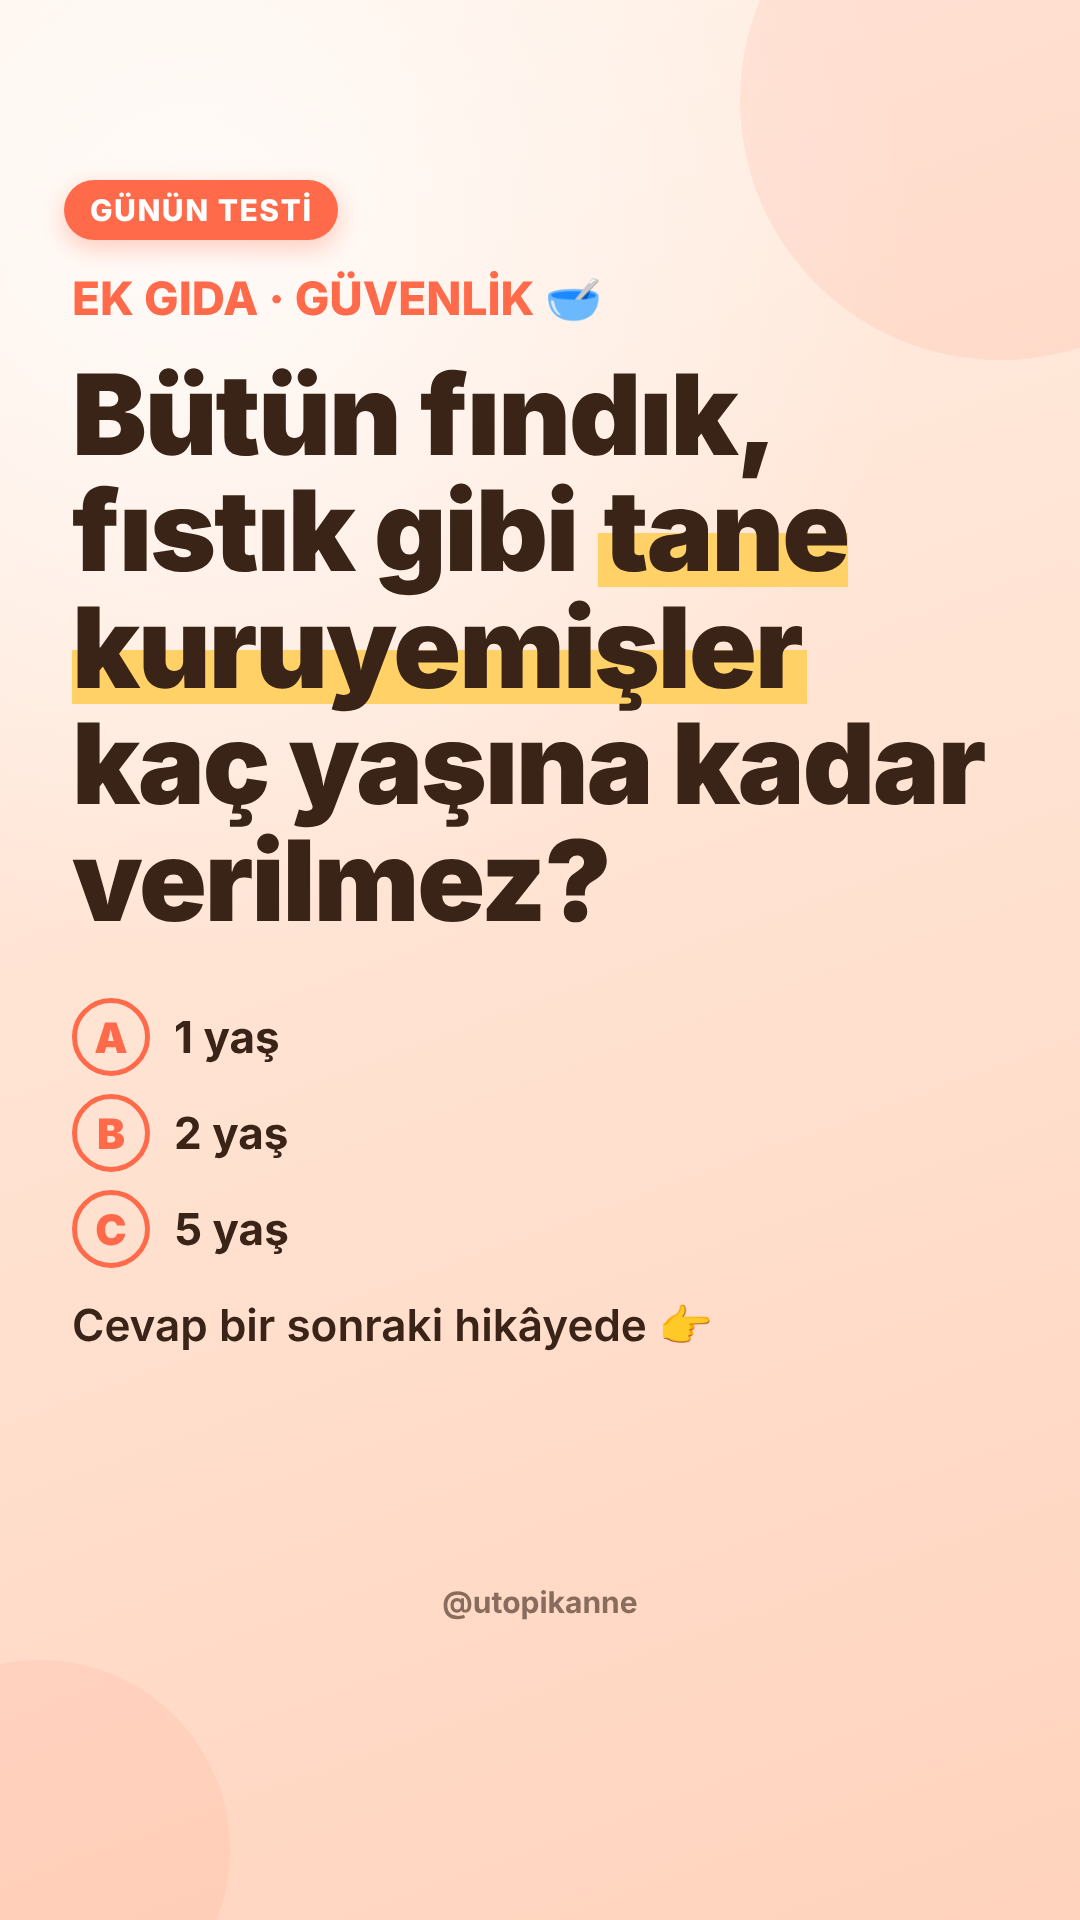 GÜNÜN TESTİ
EK GIDA · GÜVENLİK 🥣
Bütün fındık,
fıstık gibi tane
kuruyemişler
kaç yaşına kadar
verilmez?
A 1 yaş
B 2 yaş
C 5 yaş
Cevap bir sonraki hikâyede 👉
@utopikanne